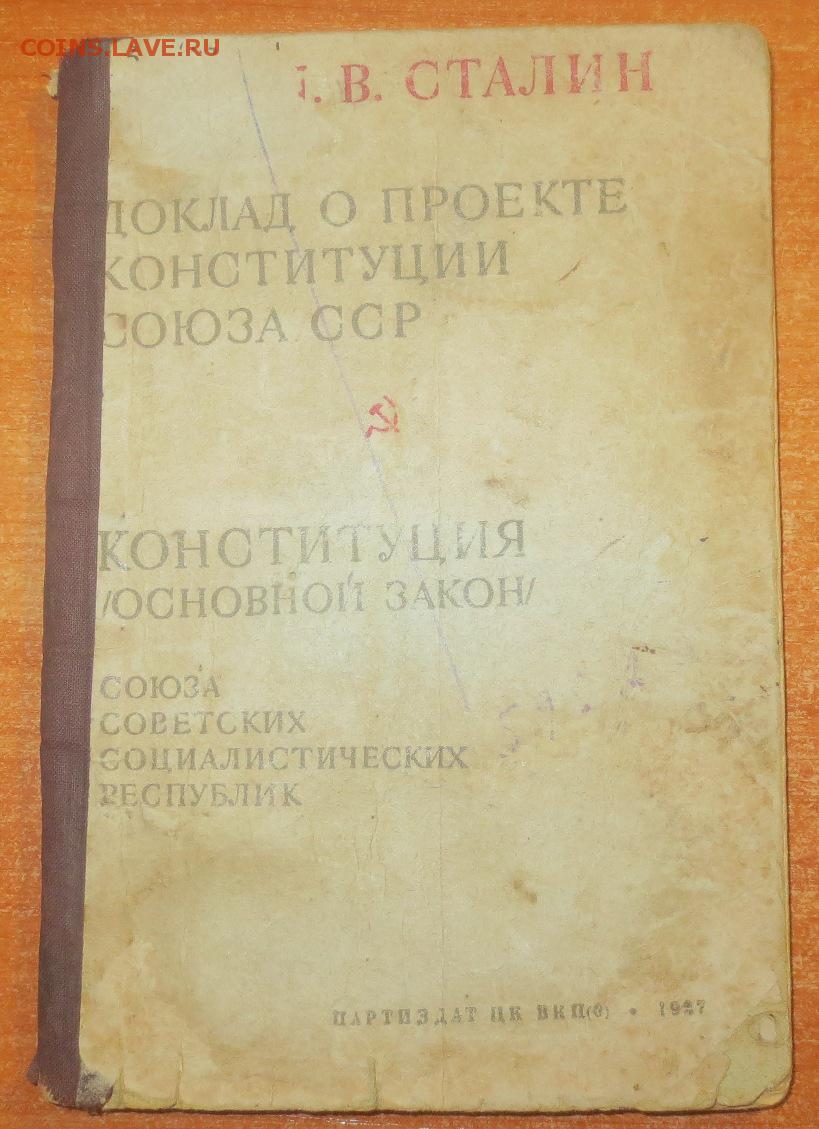 COINS.LAVE.RU
I. В. СТАЛИН
ДОКЛАД О ПРОЕКТЕ
КОНСТИТУЦИИ
СОЮЗА ССР
КОНСТИТУЦИЯ
/ОСНОВНОЙ ЗАКОН/
СОЮЗА
СОВЕТСКИХ
СОЦИАЛИСТИЧЕСКИХ
РЕСПУБЛИК
ПАРТИЗДАТ ЦК ВКП(б) • 1937